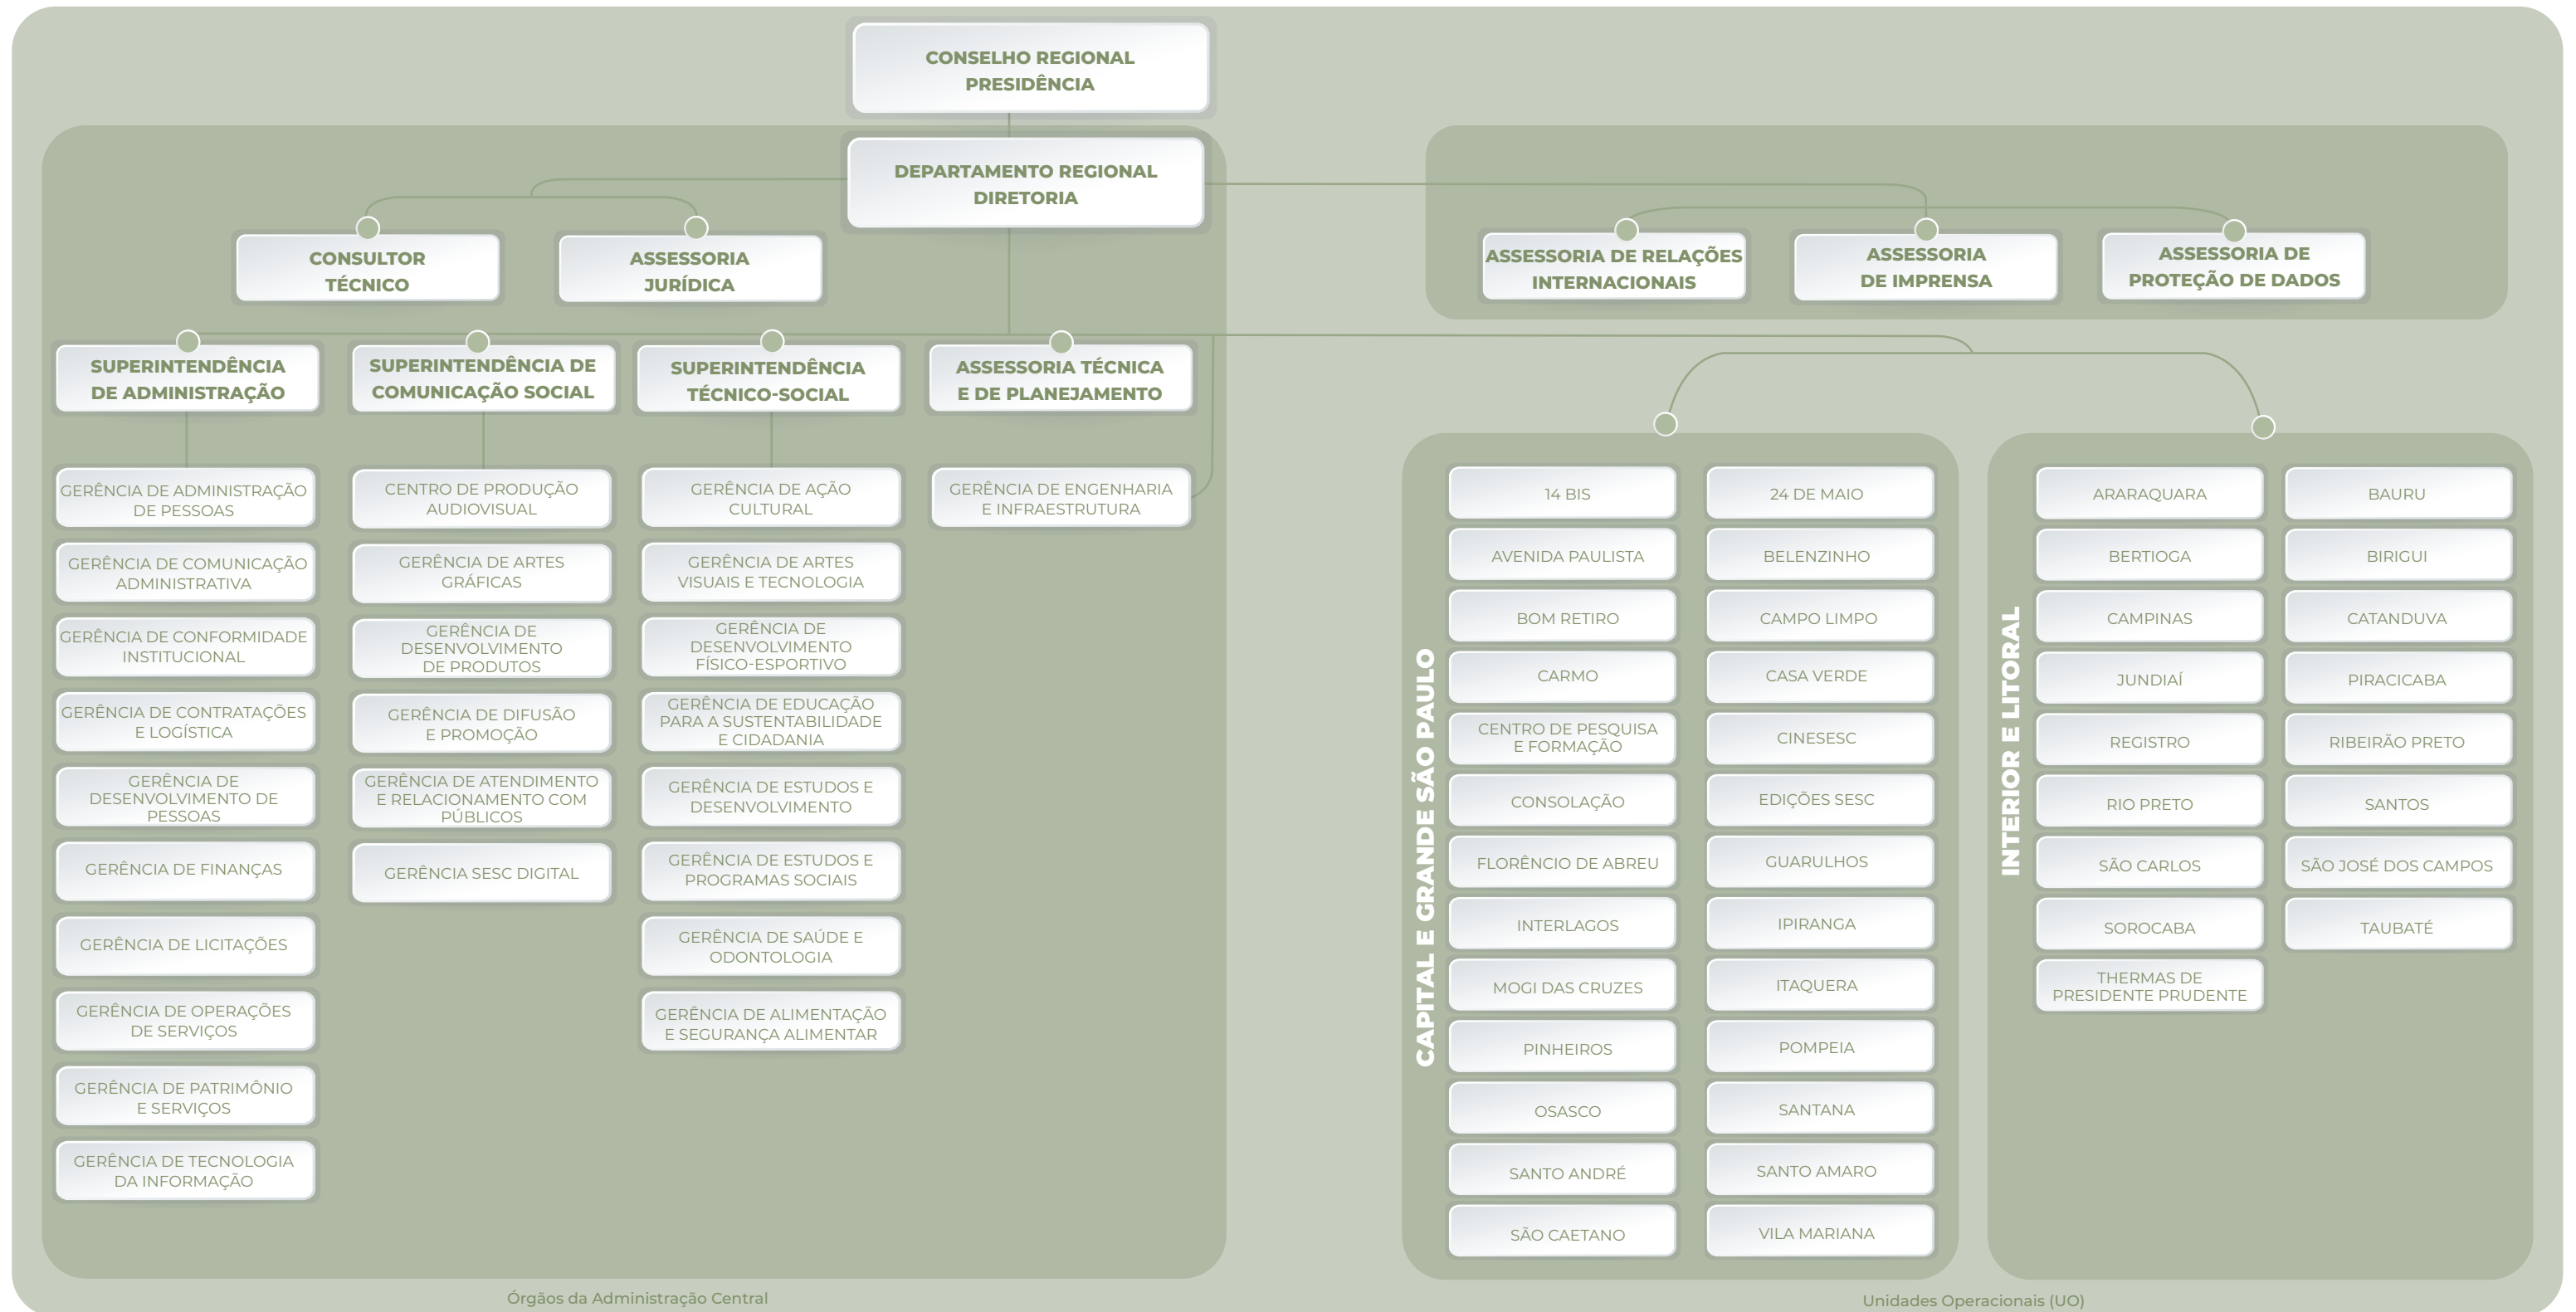 CONSELHO REGIONAL
PRESIDÊNCIA
DEPARTAMENTO REGIONAL
DIRETORIA
CONSULTOR
TÉCNICO
ASSESSORIA
JURÍDICA
ASSESSORIA DE RELAÇÕES
INTERNACIONAIS
ASSESSORIA
DE IMPRENSA
ASSESSORIA DE
PROTEÇÃO DE DADOS
SUPERINTENDÊNCIA
DE ADMINISTRAÇÃO
SUPERINTENDÊNCIA DE
COMUNICAÇÃO SOCIAL
SUPERINTENDÊNCIA
TÉCNICO-SOCIAL
ASSESSORIA TÉCNICA
E DE PLANEJAMENTO
GERÊNCIA DE ADMINISTRAÇÃO
DE PESSOAS
GERÊNCIA DE COMUNICAÇÃO
ADMINISTRATIVA
GERÊNCIA DE CONFORMIDADE
INSTITUCIONAL
GERÊNCIA DE CONTRATAÇÕES
E LOGÍSTICA
GERÊNCIA DE
DESENVOLVIMENTO DE
PESSOAS
GERÊNCIA DE FINANÇAS
GERÊNCIA DE LICITAÇÕES
GERÊNCIA DE OPERAÇÕES
DE SERVIÇOS
GERÊNCIA DE PATRIMÔNIO
E SERVIÇOS
GERÊNCIA DE TECNOLOGIA
DA INFORMAÇÃO
CENTRO DE PRODUÇÃO
AUDIOVISUAL
GERÊNCIA DE ARTES
GRÁFICAS
GERÊNCIA DE
DESENVOLVIMENTO
DE PRODUTOS
GERÊNCIA DE DIFUSÃO
E PROMOÇÃO
GERÊNCIA DE ATENDIMENTO
E RELACIONAMENTO COM
PÚBLICOS
GERÊNCIA SESC DIGITAL
GERÊNCIA DE AÇÃO
CULTURAL
GERÊNCIA DE ARTES
VISUAIS E TECNOLOGIA
GERÊNCIA DE
DESENVOLVIMENTO
FÍSICO-ESPORTIVO
GERÊNCIA DE EDUCAÇÃO
PARA A SUSTENTABILIDADE
E CIDADANIA
GERÊNCIA DE ESTUDOS E
DESENVOLVIMENTO
GERÊNCIA DE ESTUDOS E
PROGRAMAS SOCIAIS
GERÊNCIA DE SAÚDE E
ODONTOLOGIA
GERÊNCIA DE ALIMENTAÇÃO
E SEGURANÇA ALIMENTAR
GERÊNCIA DE ENGENHARIA
E INFRAESTRUTURA
CAPITAL E GRANDE SÃO PAULO
14 BIS
24 DE MAIO
AVENIDA PAULISTA
BELENZINHO
BOM RETIRO
CAMPO LIMPO
CARMO
CASA VERDE
CENTRO DE PESQUISA
E FORMAÇÃO
CINESESC
CONSOLAÇÃO
EDIÇÕES SESC
FLORÊNCIO DE ABREU
GUARULHOS
INTERLAGOS
IPIRANGA
MOGI DAS CRUZES
ITAQUERA
PINHEIROS
POMPEIA
OSASCO
SANTANA
SANTO ANDRÉ
SANTO AMARO
SÃO CAETANO
VILA MARIANA
INTERIOR E LITORAL
ARARAQUARA
BAURU
BERTIOGA
BIRIGUI
CAMPINAS
CATANDUVA
JUNDIAÍ
PIRACICABA
REGISTRO
RIBEIRÃO PRETO
RIO PRETO
SANTOS
SÃO CARLOS
SÃO JOSÉ DOS CAMPOS
SOROCABA
TAUBATÉ
THERMAS DE
PRESIDENTE PRUDENTE
Órgãos da Administração Central
Unidades Operacionais (UO)